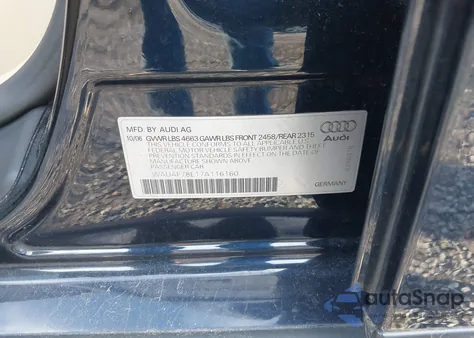 MFD. BY AUDI AG
10/06 GVWR LBS 4663 GAWR LBS FRONT 2458/REAR 2315
THIS VEHICLE CONFORMS TO ALL APPLICABLE U.S.
FEDERAL MOTOR VEHICLE SAFETY, BUMPER AND THEFT
PREVENTION STANDARDS IN EFFECT ON THE DATE OF
MANUFACTURE SHOWN ABOVE.
PASSENGER CAR
Audi
WAUAF78E17A116160
GERMANY
autoSnap